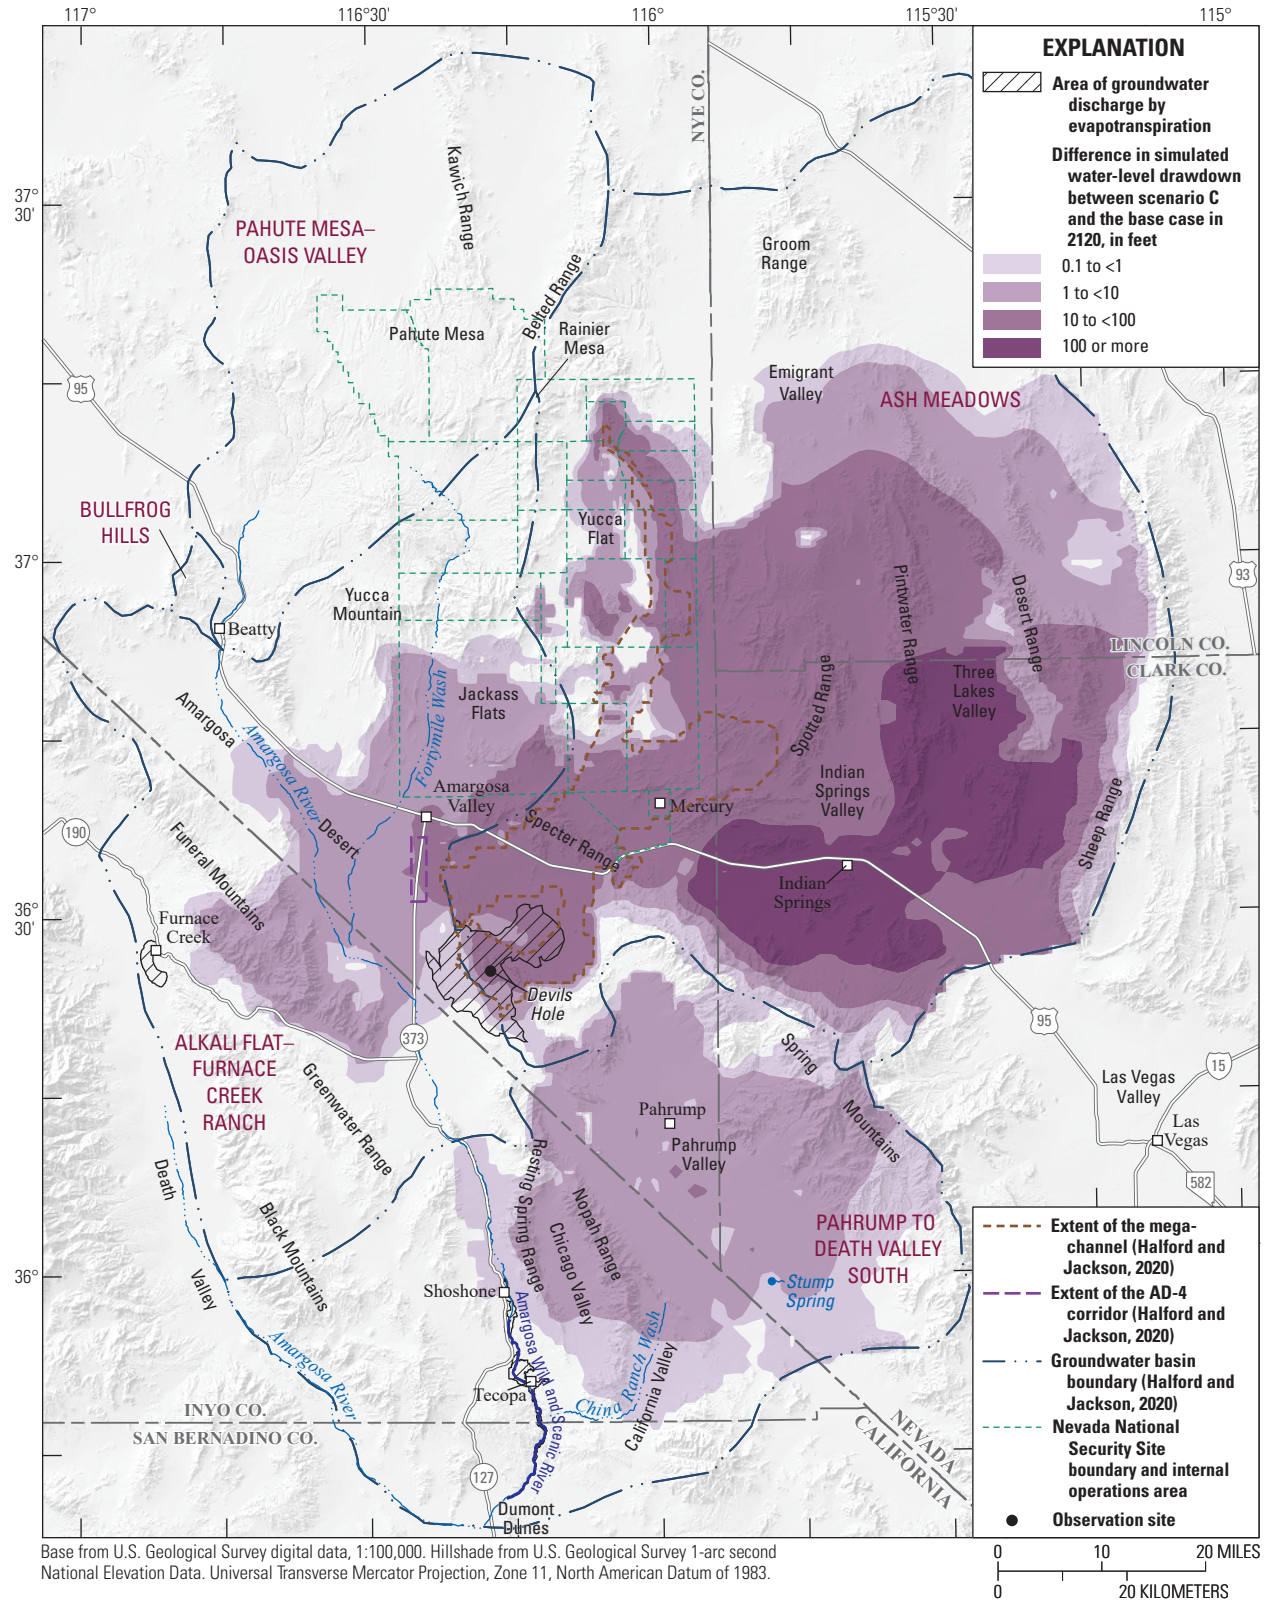 117°
116°30'
116°
115°30'
115°
EXPLANATION
Area of groundwater
discharge by
evapotranspiration
Difference in simulated
water-level drawdown
between scenario C
and the base case in
2120, in feet
0.1 to <1
1 to <10
10 to <100
100 or more
NYE CO.
37°
30'
Kawich Range
PAHUTE MESA–
OASIS VALLEY
Groom
Range
Belted Range
Pahute Mesa
Rainier
Mesa
95
Emigrant
Valley
ASH MEADOWS
BULLFROG
HILLS
Yucca
Flat
37°
93
Pintwater Range
Desert Range
Yucca
Mountain
Beatty
LINCOLN CO.
CLARK CO.
Three
Lakes
Valley
Jackass
Flats
Fortymile Wash
Spotted Range
Amargosa
Desert
Amargosa River
Indian
Springs
Valley
Amargosa
Valley
Mercury
Sheep Range
Specter Range
190
Funeral Mountains
Indian
Springs
36°
30'
Furnace
Creek
Devils
Hole
95
373
ALKALI FLAT–
FURNACE
CREEK
RANCH
Spring
Mountains
15
Las Vegas
Valley
Greenwater Range
Pahrump
Las
Vegas
Pahrump
Valley
582
Death
Valley
Resting Spring Range
Nopah Range
Chicago Valley
Black Mountains
PAHRUMP TO
DEATH VALLEY
SOUTH
36°
Stump
Spring
Shoshone
Amargosa Wild and Scenic River
China Ranch Wash
California Valley
Amargosa River
Tecopa
INYO CO.
SAN BERNADINO CO.
NEVADA
CALIFORNIA
127
Dumont
Dunes
Extent of the mega-
channel (Halford and
Jackson, 2020)
Extent of the AD-4
corridor (Halford and
Jackson, 2020)
Groundwater basin
boundary (Halford and
Jackson, 2020)
Nevada National
Security Site
boundary and internal
operations area
Observation site
Base from U.S. Geological Survey digital data, 1:100,000. Hillshade from U.S. Geological Survey 1-arc second
National Elevation Data. Universal Transverse Mercator Projection, Zone 11, North American Datum of 1983.
0 10 20 MILES
0 20 KILOMETERS